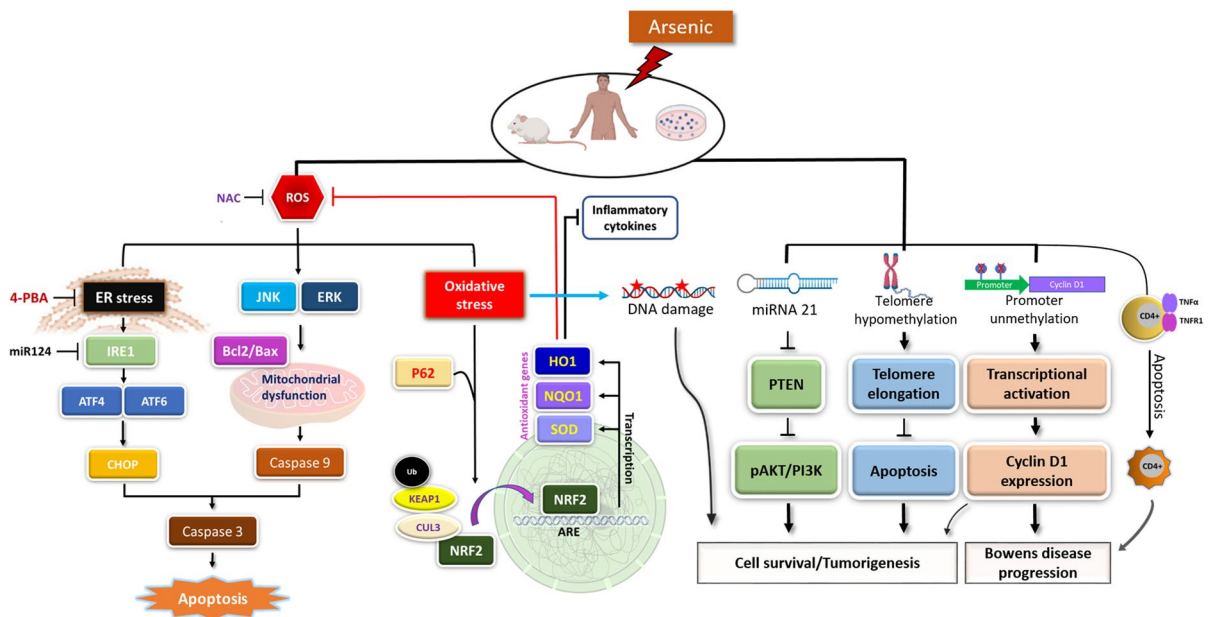 Arsenic
NAC
ROS
Inflammatory
cytokines
4-PBA
ER stress
JNK
ERK
Oxidative
stress
DNA damage
miRNA 21
Telomere
hypomethylation
Promoter
Cyclin D1
Promoter
unmethylation
CD4+
TNFα
TNFR1
miR124
IRE1
Bcl2/Bax
Mitochondrial
dysfunction
P62
Antioxidant genes
HO1
NQO1
SOD
Transcription
PTEN
Telomere
elongation
Transcriptional
activation
Apoptosis
ATF4
ATF6
CHOP
Caspase 9
Ub
KEAP1
CUL3
NRF2
NRF2
ARE
pAKT/PI3K
Apoptosis
Cyclin D1
expression
CD4+
Caspase 3
Apoptosis
Cell survival/Tumorigenesis
Bowens disease
progression